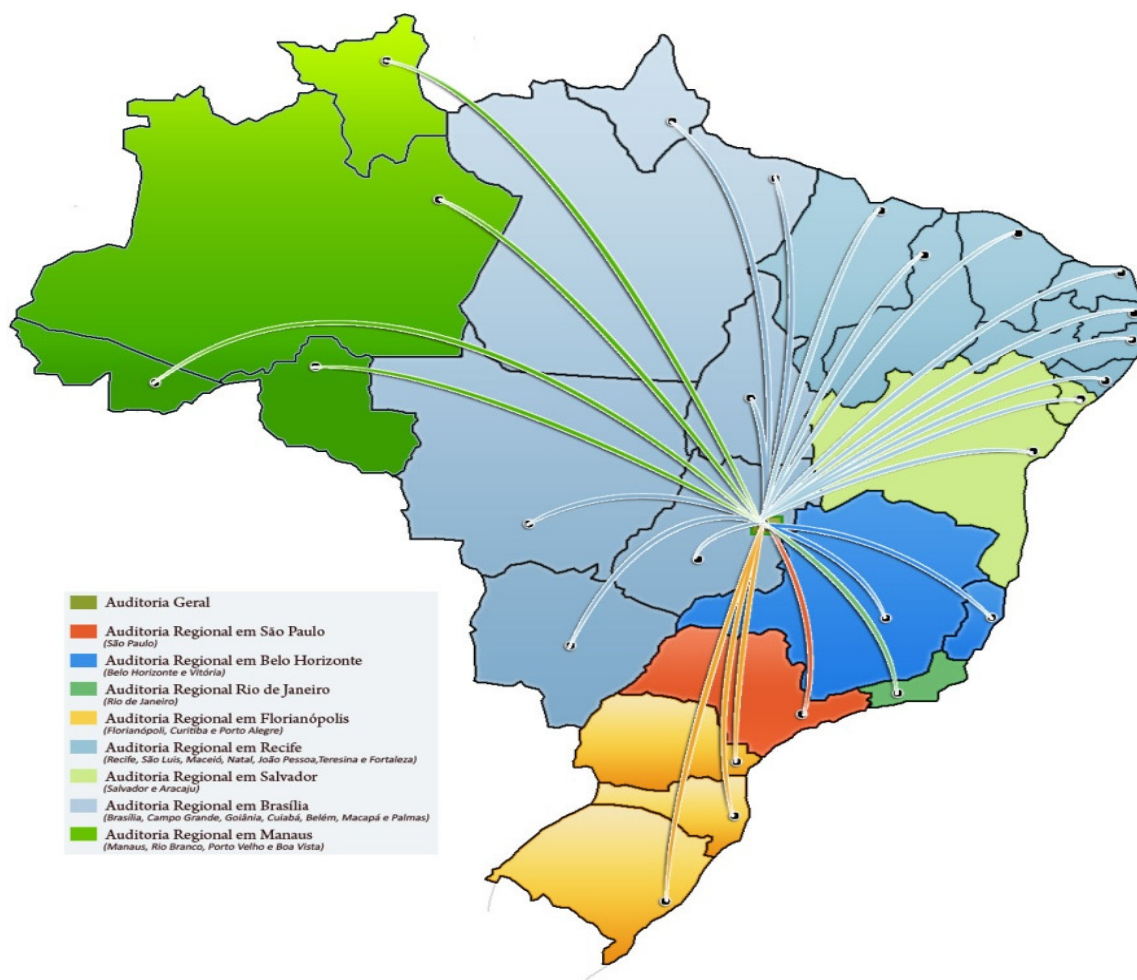 Auditoria Geral
Auditoria Regional em São Paulo
(São Paulo)
Auditoria Regional em Belo Horizonte
(Belo Horizonte e Vitória)
Auditoria Regional Rio de Janeiro
(Rio de Janeiro)
Auditoria Regional em Florianópolis
(Florianópoli, Curitiba e Porto Alegre)
Auditoria Regional em Recife
(Recife, São Luis, Maceió, Natal, João Pessoa,Teresina e Fortaleza)
Auditoria Regional em Salvador
(Salvador e Aracaju)
Auditoria Regional em Brasília
(Brasília, Campo Grande, Goiânia, Cuiabá, Belém, Macapá e Palmas)
Auditoria Regional em Manaus
(Manaus, Rio Branco, Porto Velho e Boa Vista)